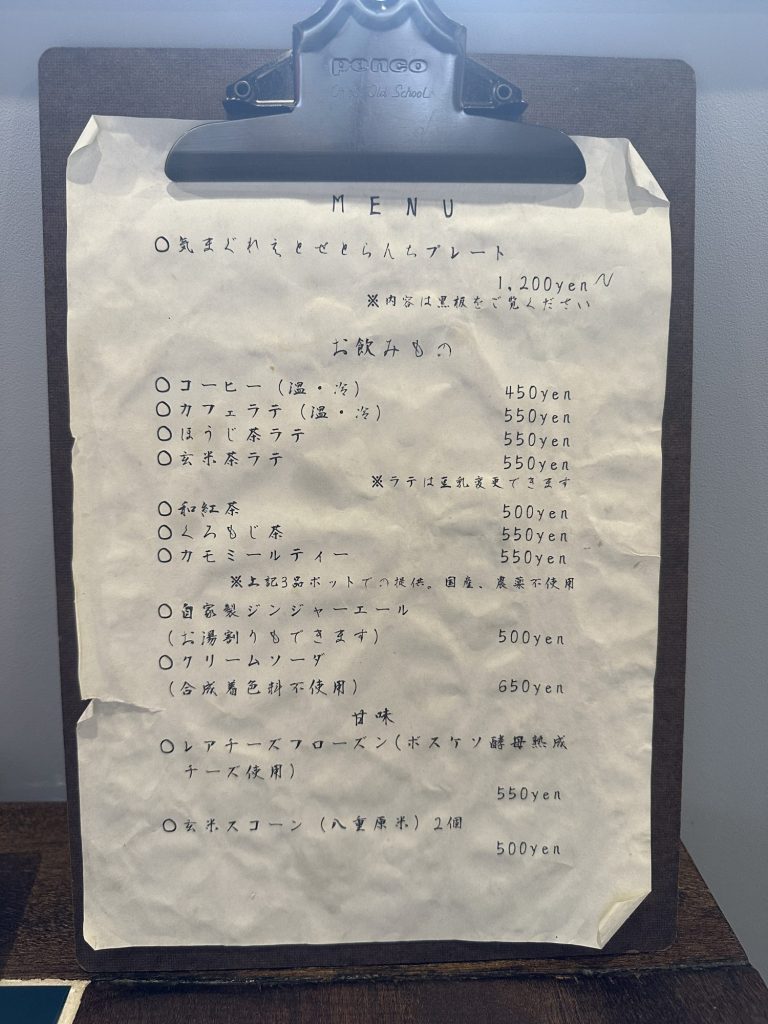 penco
Old School
MENU
○気まぐれえとせとらんちプレート
1,200yen~
※内容は黒板をご覧ください
お飲みもの
○コーヒー(温・冷) 450yen
○カフェラテ(温・冷) 550yen
○ほうじ茶ラテ 550yen
○玄米茶ラテ 550yen
※ラテは豆乳変更できます
○和紅茶 500yen
○くろもじ茶 550yen
○カモミールティー 550yen
※上記3品ポットでの提供。国産、農薬不使用
○自家製ジンジャーエール
(お湯割りもできます) 500yen
○クリームソーダ
(合成着色料不使用) 650yen
甘味
○レアチーズフローズン(ボスケソ酵母熟成
チーズ使用)
550yen
○玄米スコーン(八重原米)2個
500yen